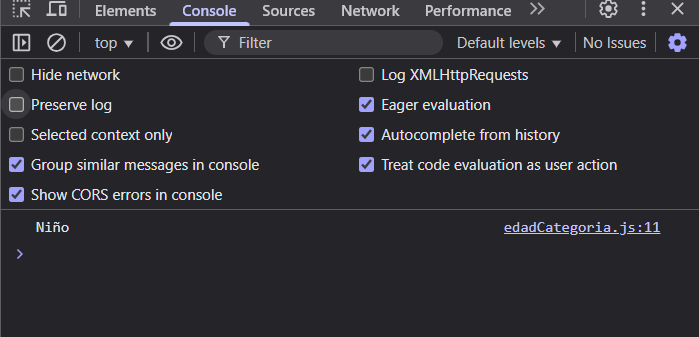 Elements Console Sources Network Performance
top Filter Default levels No Issues
Hide network Log XMLHttpRequests
Preserve log Eager evaluation
Selected context only Autocomplete from history
Group similar messages in console Treat code evaluation as user action
Show CORS errors in console
Niño edadCategoria.js:11